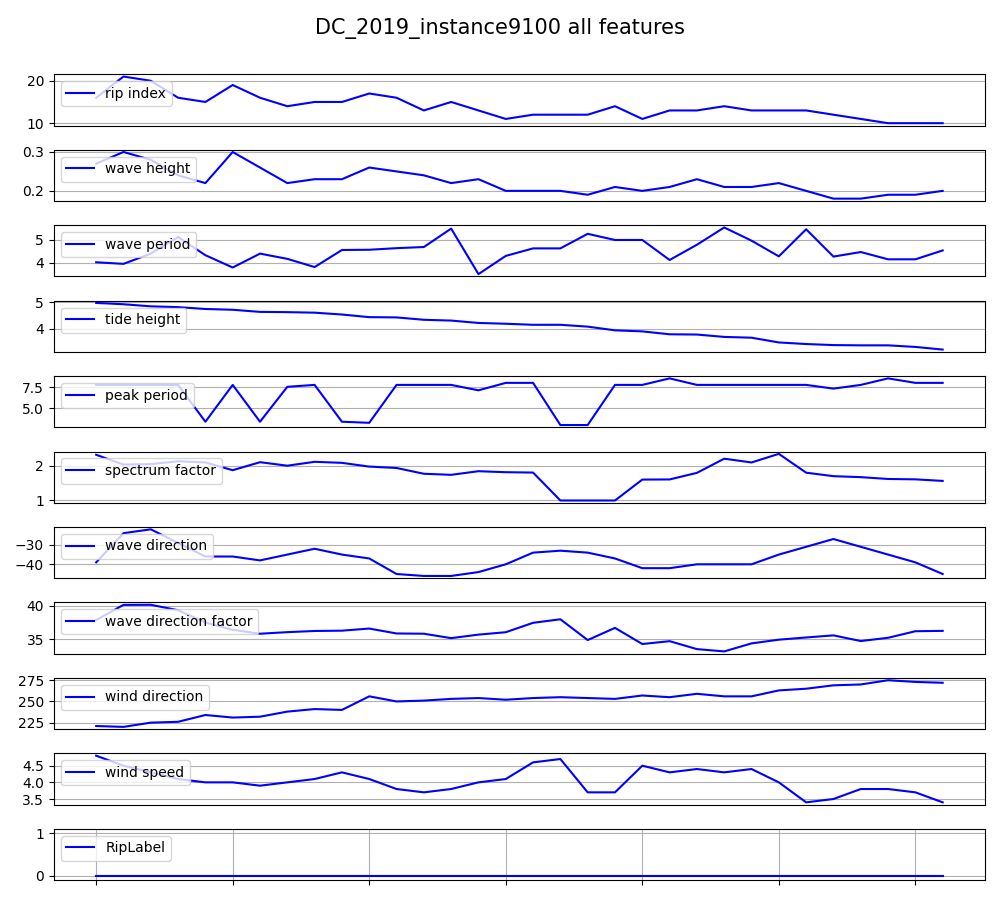 DC_2019_instance9100 all features
20
10
rip index
0.3
0.2
wave height
5
4
wave period
5
4
tide height
7.5
5.0
peak period
2
1
spectrum factor
−30
−40
wave direction
40
35
wave direction factor
275
250
225
wind direction
4.5
4.0
3.5
wind speed
1
0
RipLabel